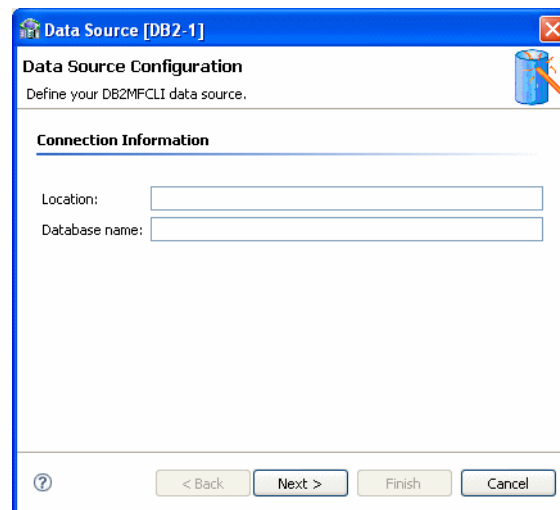 Data Source [DB2-1]
Data Source Configuration
Define your DB2MFCLI data source.
Connection Information
Location:
Database name:
? < Back Next > Finish Cancel